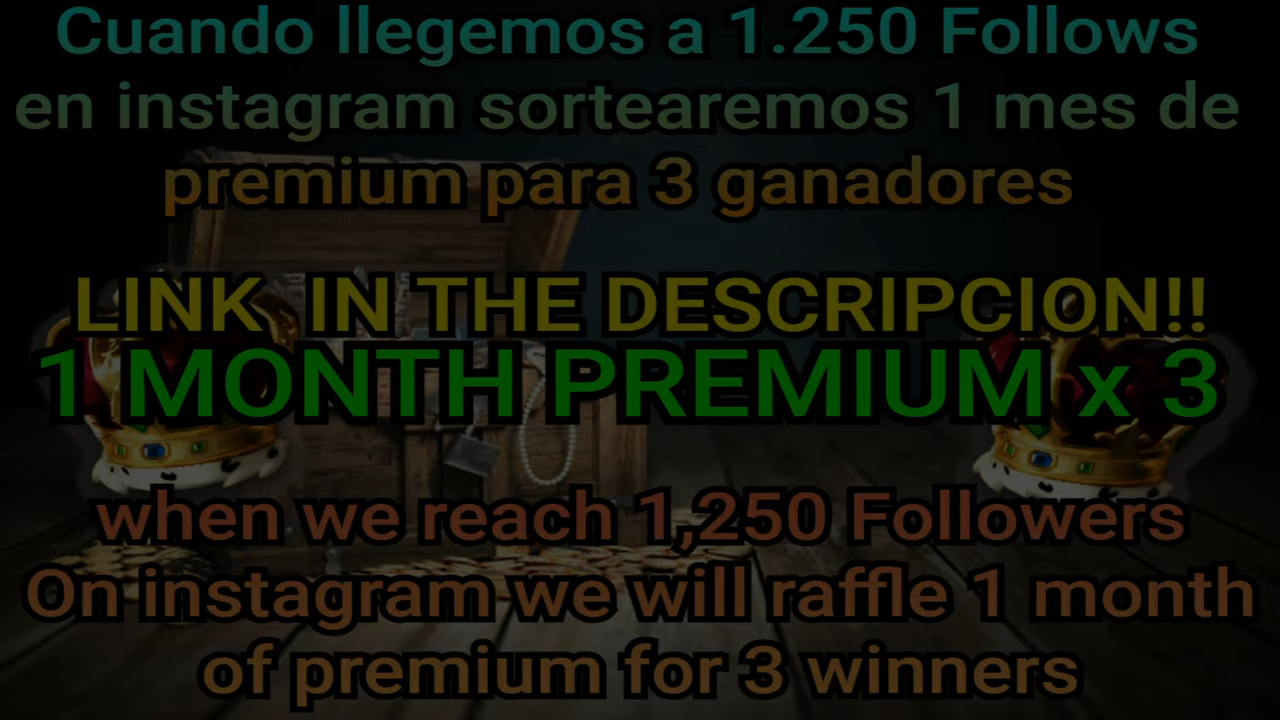 Cuando llegemos a 1.250 Follows
en instagram sortearemos 1 mes de
premium para 3 ganadores
LINK IN THE DESCRIPCION!!
1 MONTH PREMIUM x 3
when we reach 1,250 Followers
On instagram we will raffle 1 month
of premium for 3 winners